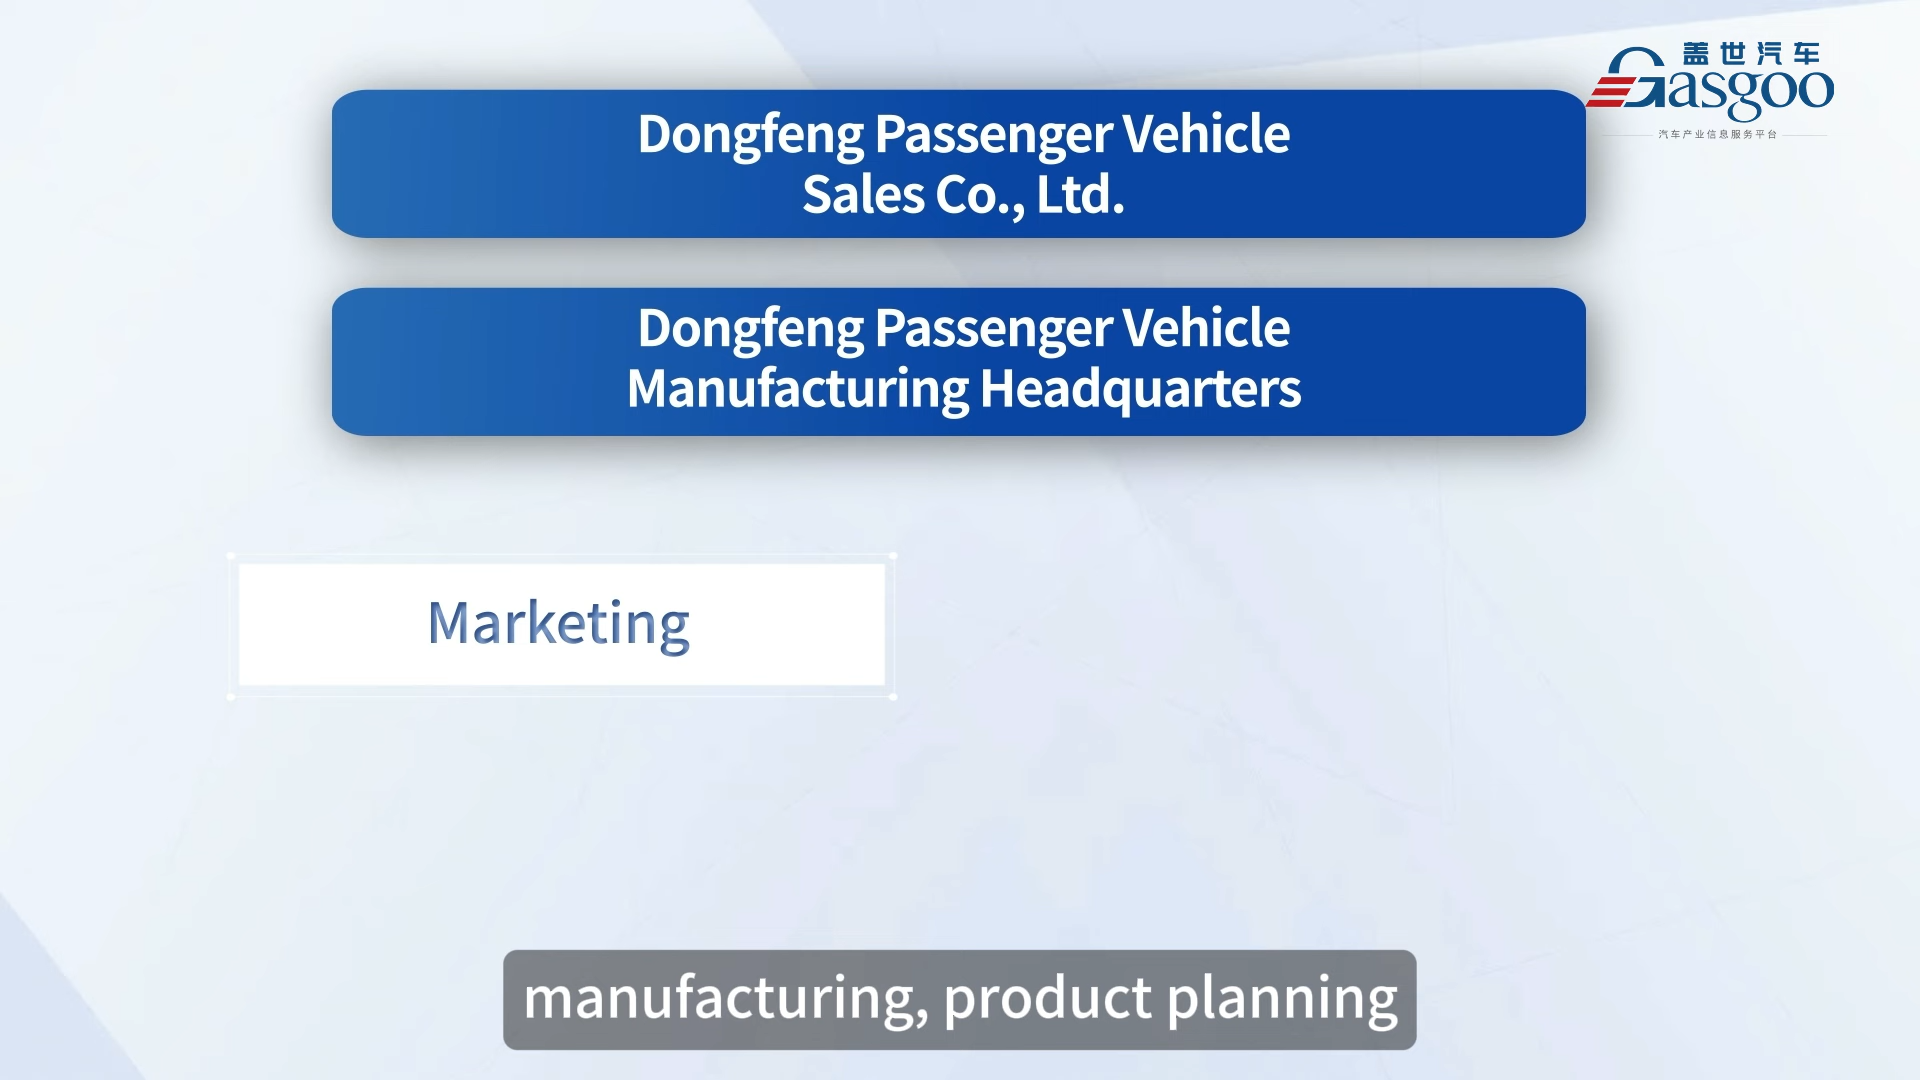 盖世汽车
Gasgoo
汽车产业信息服务平台
Dongfeng Passenger Vehicle
Sales Co., Ltd.
Dongfeng Passenger Vehicle
Manufacturing Headquarters
Marketing
manufacturing, product planning